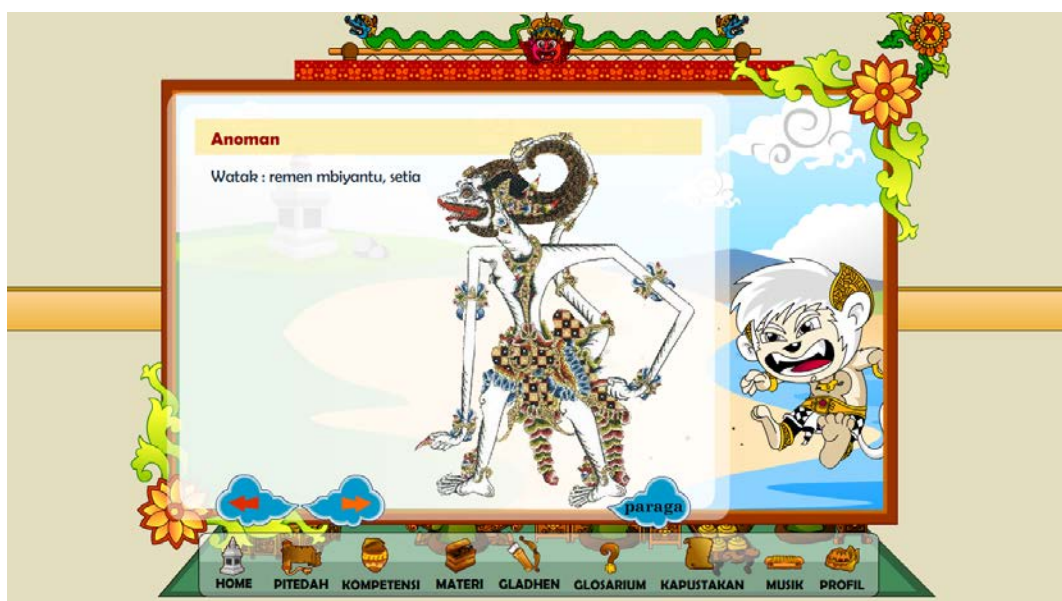 X
Anoman
Watak : remen mbiyantu, setia
paraga
HOME PITEDAH KOMPETENSI MATERI GLADHEN GLOSARIUM KAPUSTAKAN MUSIK PROFIL